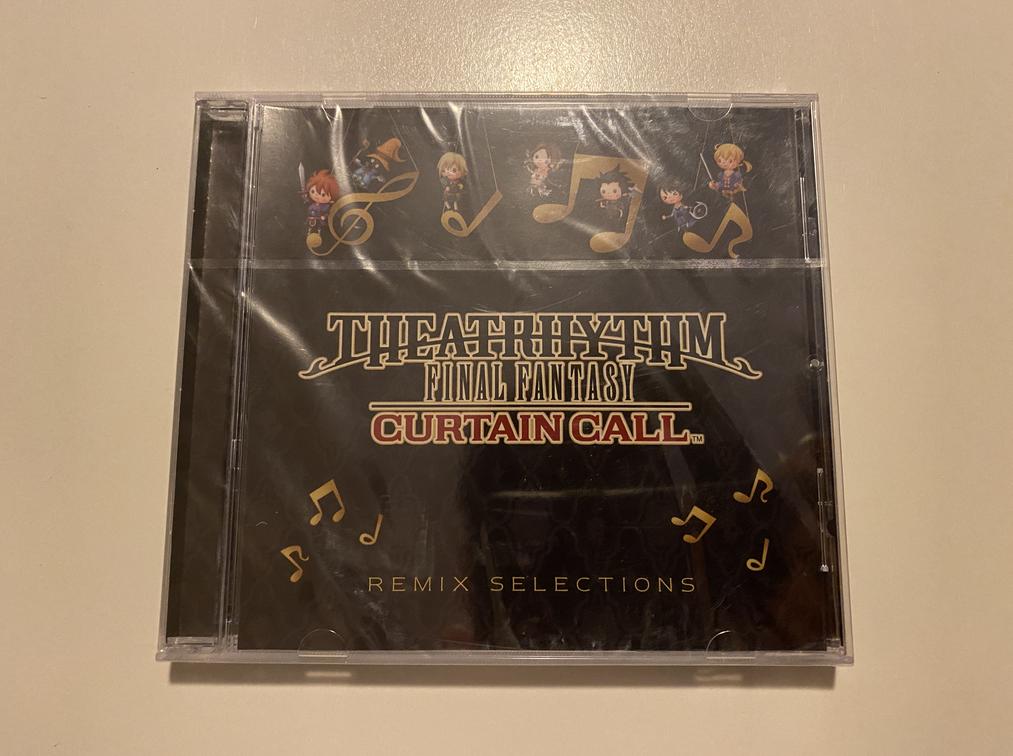 THEATRHYTHM
FINAL FANTASY
CURTAIN CALL™
REMIX SELECTIONS